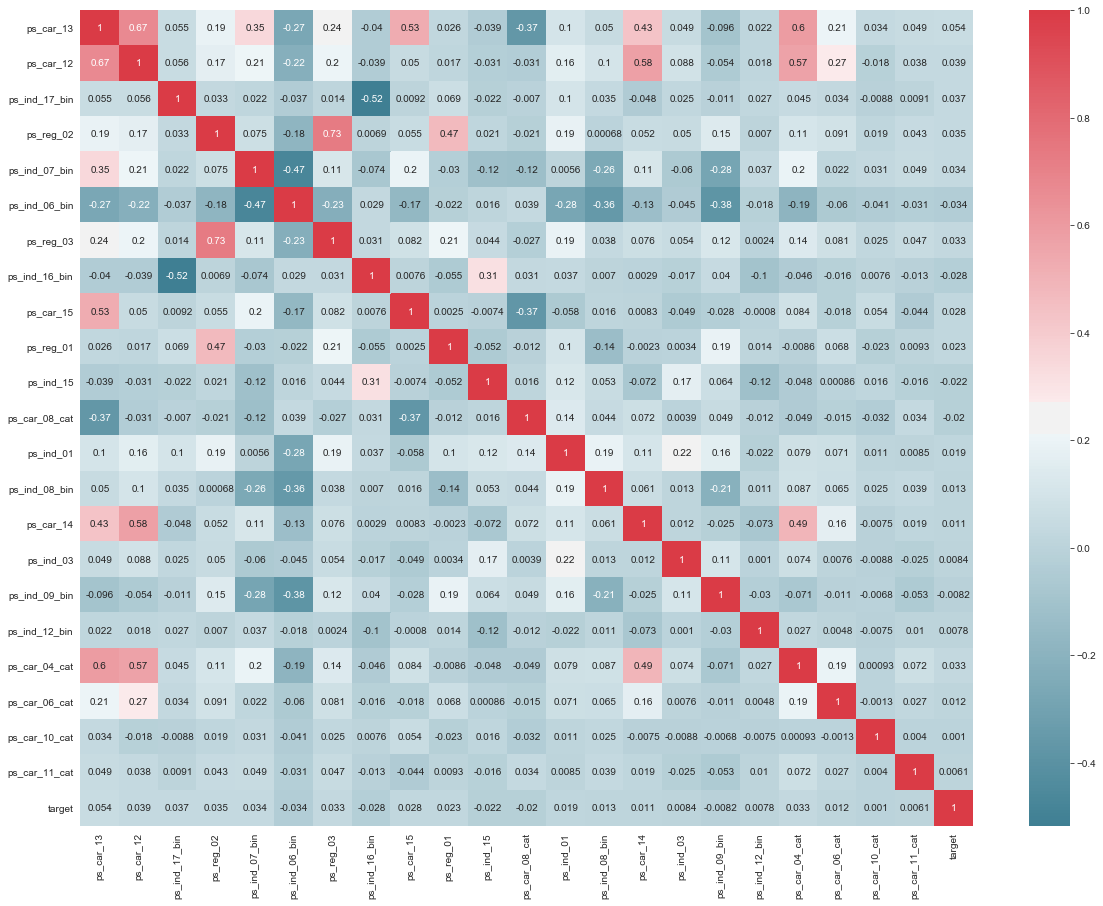 ps_car_13 1 0.67 0.055 0.19 0.35 -0.27 0.24 -0.04 0.53 0.026 -0.039 -0.37 0.1 0.05 0.43 0.049 -0.096 0.022 0.6 0.21 0.034 0.049 0.054
ps_car_12 0.67 1 0.056 0.17 0.21 -0.22 0.2 -0.039 0.05 0.017 -0.031 -0.031 0.16 0.1 0.58 0.088 -0.054 0.018 0.57 0.27 -0.018 0.038 0.039
ps_ind_17_bin 0.055 0.056 1 0.033 0.022 -0.037 0.014 -0.52 0.0092 0.069 -0.022 -0.007 0.1 0.035 -0.048 0.025 -0.011 0.027 0.045 0.034 -0.0088 0.0091 0.037
ps_reg_02 0.19 0.17 0.033 1 0.075 -0.18 0.73 0.0069 0.055 0.47 0.021 -0.021 0.19 0.00068 0.052 0.05 0.15 0.007 0.11 0.091 0.019 0.043 0.035
ps_ind_07_bin 0.35 0.21 0.022 0.075 1 -0.47 0.11 -0.074 0.2 -0.03 -0.12 -0.12 0.0056 -0.26 0.11 -0.06 -0.28 0.037 0.2 0.022 0.031 0.049 0.034
ps_ind_06_bin -0.27 -0.22 -0.037 -0.18 -0.47 1 -0.23 0.029 -0.17 -0.022 0.016 0.039 -0.28 -0.36 -0.13 -0.045 -0.38 -0.018 -0.19 -0.06 -0.041 -0.031 -0.034
ps_reg_03 0.24 0.2 0.014 0.73 0.11 -0.23 1 0.031 0.082 0.21 0.044 -0.027 0.19 0.038 0.076 0.054 0.12 0.0024 0.14 0.081 0.025 0.047 0.033
ps_ind_16_bin -0.04 -0.039 -0.52 0.0069 -0.074 0.029 0.031 1 0.0076 -0.055 0.31 0.031 0.037 0.007 0.0029 -0.017 0.04 -0.1 -0.046 -0.016 0.0076 -0.013 -0.028
ps_car_15 0.53 0.05 0.0092 0.055 0.2 -0.17 0.082 0.0076 1 0.0025 -0.0074 -0.37 -0.058 0.016 0.0083 -0.049 -0.028 -0.0008 0.084 -0.018 0.054 -0.044 0.028
ps_reg_01 0.026 0.017 0.069 0.47 -0.03 -0.022 0.21 -0.055 0.0025 1 -0.052 -0.012 0.1 -0.14 -0.0023 0.0034 0.19 0.014 -0.0086 0.068 -0.023 0.0093 0.023
ps_ind_15 -0.039 -0.031 -0.022 0.021 -0.12 0.016 0.044 0.31 -0.0074 -0.052 1 0.016 0.12 0.053 -0.072 0.17 0.064 -0.12 -0.048 0.00086 0.016 -0.016 -0.022
ps_car_08_cat -0.37 -0.031 -0.007 -0.021 -0.12 0.039 -0.027 0.031 -0.37 -0.012 0.016 1 0.14 0.044 0.072 0.0039 0.049 -0.012 -0.049 -0.015 -0.032 0.034 -0.02
ps_ind_01 0.1 0.16 0.1 0.19 0.0056 -0.28 0.19 0.037 -0.058 0.1 0.12 0.14 1 0.19 0.11 0.22 0.16 -0.022 0.079 0.071 0.011 0.0085 0.019
ps_ind_08_bin 0.05 0.1 0.035 0.00068 -0.26 -0.36 0.038 0.007 0.016 -0.14 0.053 0.044 0.19 1 0.061 0.013 -0.21 0.011 0.087 0.065 0.025 0.039 0.013
ps_car_14 0.43 0.58 -0.048 0.052 0.11 -0.13 0.076 0.0029 0.0083 -0.0023 -0.072 0.072 0.11 0.061 1 0.012 -0.025 -0.073 0.49 0.16 -0.0075 0.019 0.011
ps_ind_03 0.049 0.088 0.025 0.05 -0.06 -0.045 0.054 -0.017 -0.049 0.0034 0.17 0.0039 0.22 0.013 0.012 1 0.11 0.001 0.074 0.0076 -0.0088 -0.025 0.0084
ps_ind_09_bin -0.096 -0.054 -0.011 0.15 -0.28 -0.38 0.12 0.04 -0.028 0.19 0.064 0.049 0.16 -0.21 -0.025 0.11 1 -0.03 -0.071 -0.011 -0.0068 -0.053 -0.0082
ps_ind_12_bin 0.022 0.018 0.027 0.007 0.037 -0.018 0.0024 -0.1 -0.0008 0.014 -0.12 -0.012 -0.022 0.011 -0.073 0.001 -0.03 1 0.027 0.0048 -0.0075 0.01 0.0078
ps_car_04_cat 0.6 0.57 0.045 0.11 0.2 -0.19 0.14 -0.046 0.084 -0.0086 -0.048 -0.049 0.079 0.087 0.49 0.074 -0.071 0.027 1 0.19 0.00093 0.072 0.033
ps_car_06_cat 0.21 0.27 0.034 0.091 0.022 -0.06 0.081 -0.016 -0.018 0.068 0.00086 -0.015 0.071 0.065 0.16 0.0076 -0.011 0.0048 0.19 1 -0.0013 0.027 0.012
ps_car_10_cat 0.034 -0.018 -0.0088 0.019 0.031 -0.041 0.025 0.0076 0.054 -0.023 0.016 -0.032 0.011 0.025 -0.0075 -0.0088 -0.0068 -0.0075 0.00093 -0.0013 1 0.004 0.001
ps_car_11_cat 0.049 0.038 0.0091 0.043 0.049 -0.031 0.047 -0.013 -0.044 0.0093 -0.016 0.034 0.0085 0.039 0.019 -0.025 -0.053 0.01 0.072 0.027 0.004 1 0.0061
target 0.054 0.039 0.037 0.035 0.034 -0.034 0.033 -0.028 0.028 0.023 -0.022 -0.02 0.019 0.013 0.011 0.0084 -0.0082 0.0078 0.033 0.012 0.001 0.0061 1
ps_car_13 ps_car_12 ps_ind_17_bin ps_reg_02 ps_ind_07_bin ps_ind_06_bin ps_reg_03 ps_ind_16_bin ps_car_15 ps_reg_01 ps_ind_15 ps_car_08_cat ps_ind_01 ps_ind_08_bin ps_car_14 ps_ind_03 ps_ind_09_bin ps_ind_12_bin ps_car_04_cat ps_car_06_cat ps_car_10_cat ps_car_11_cat target
1.0
0.8
0.6
0.4
0.2
0.0
−0.2
−0.4